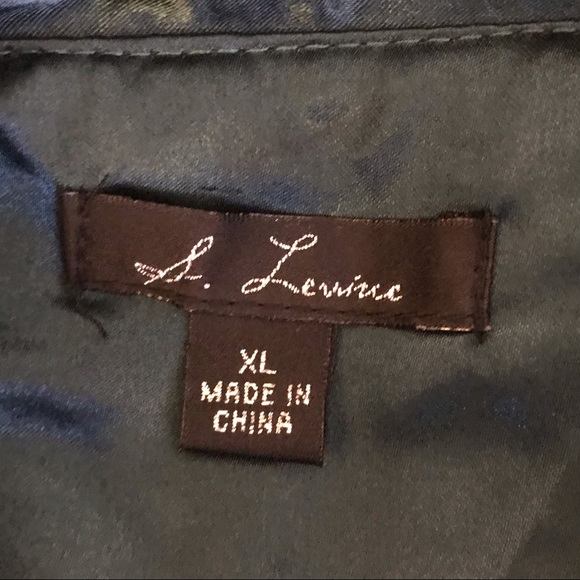 S. Levine
XL
MADE IN
CHINA